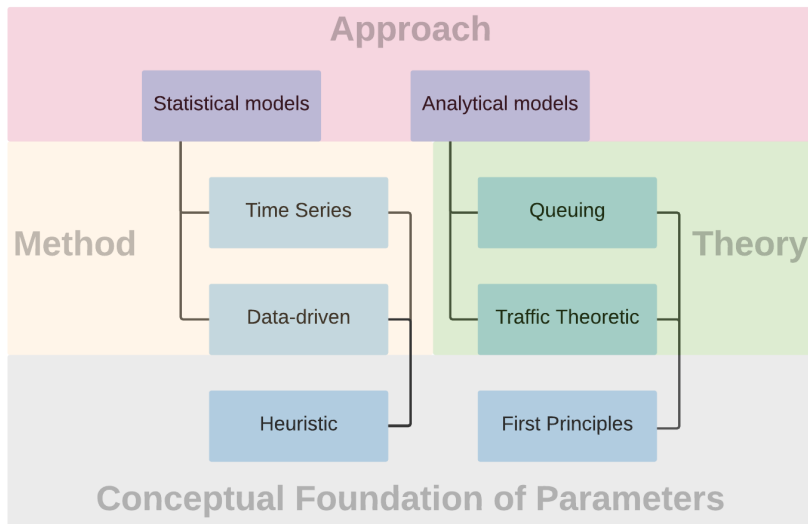 Approach
Statistical models
Analytical models
Time Series
Queuing
Method
Theory
Data-driven
Traffic Theoretic
Heuristic
First Principles
Conceptual Foundation of Parameters